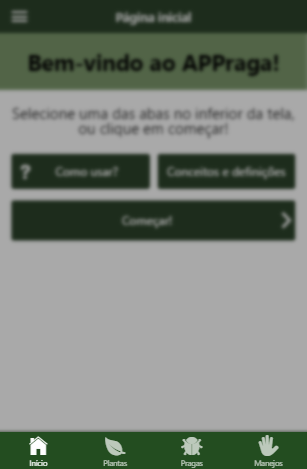 Página inicial
Bem-vindo ao APPraga!
Selecione uma das abas no inferior da tela,
ou clique em começar!
? Como usar? Conceitos e definições
Começar!
Início Plantas Pragas Manejos